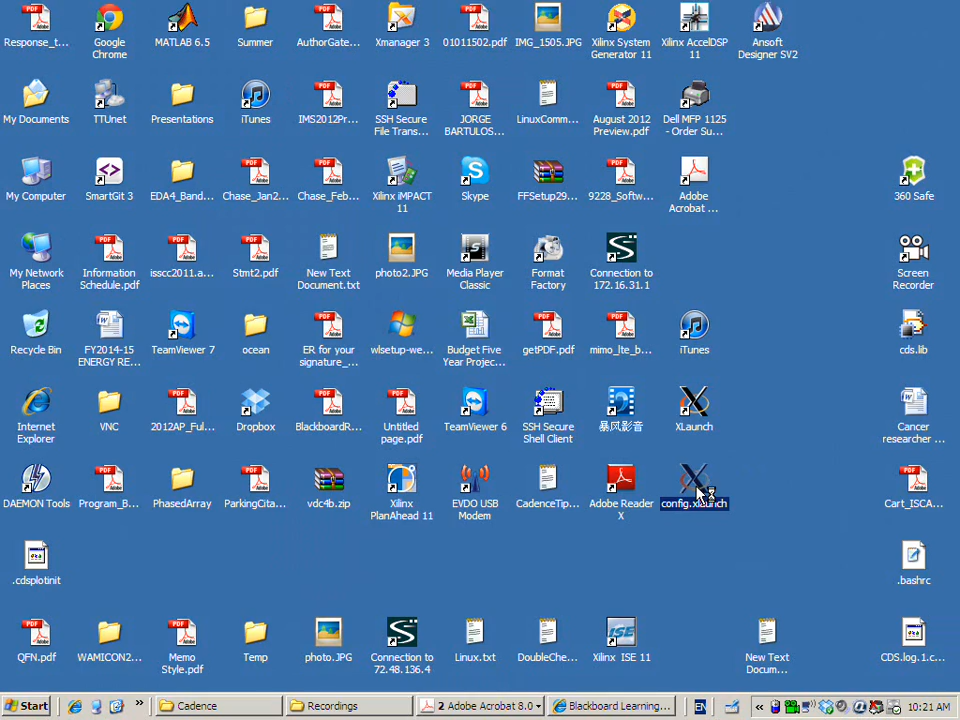 Response_t...
Google
Chrome
MATLAB 6.5
Summer
AuthorGate...
Xmanager 3
01011502.pdf
IMG_1505.JPG
Xilinx System
Generator 11
Xilinx AccelDSP
11
Ansoft
Designer SV2
My Documents
TTUnet
Presentations
iTunes
IMS2012Pr...
SSH Secure
File Trans...
JORGE
BARTULOS...
LinuxComm...
August 2012
Preview.pdf
Dell MFP 1125
- Order Su...
My Computer
SmartGit 3
EDA4_Band...
Chase_Jan2...
Chase_Feb...
Xilinx iMPACT
11
Skype
FFSetup29...
9228_Softw...
Adobe
Acrobat ...
360 Safe
My Network
Places
Information
Schedule.pdf
isscc2011.a...
Stmt2.pdf
New Text
Document.txt
photo2.JPG
Media Player
Classic
Format
Factory
Connection to
172.16.31.1
Screen
Recorder
Recycle Bin
FY2014-15
ENERGY RE...
TeamViewer 7
ocean
ER for your
signature_...
wlsetup-we...
Budget Five
Year Projec...
getPDF.pdf
mimo_lte_b...
iTunes
cds.lib
Internet
Explorer
VNC
2012AP_Ful...
Dropbox
BlackboardR...
Untitled
page.pdf
TeamViewer 6
SSH Secure
Shell Client
暴风影音
XLaunch
Cancer
researcher ...
DAEMON Tools
Program_B...
PhasedArray
ParkingCita...
vdc4b.zip
Xilinx
PlanAhead 11
EVDO USB
Modem
CadenceTip...
Adobe Reader
X
config.xlaunch
Cart_ISCA...
.cdsplotinit
.bashrc
QFN.pdf
WAMICON2...
Memo
Style.pdf
Temp
photo.JPG
Connection to
72.48.136.4
Linux.txt
DoubleChe...
Xilinx ISE 11
New Text
Docum...
CDS.log.1.c...
Start
»
Cadence
Recordings
2 Adobe Acrobat 8.0
Blackboard Learning...
EN
«
10:21 AM